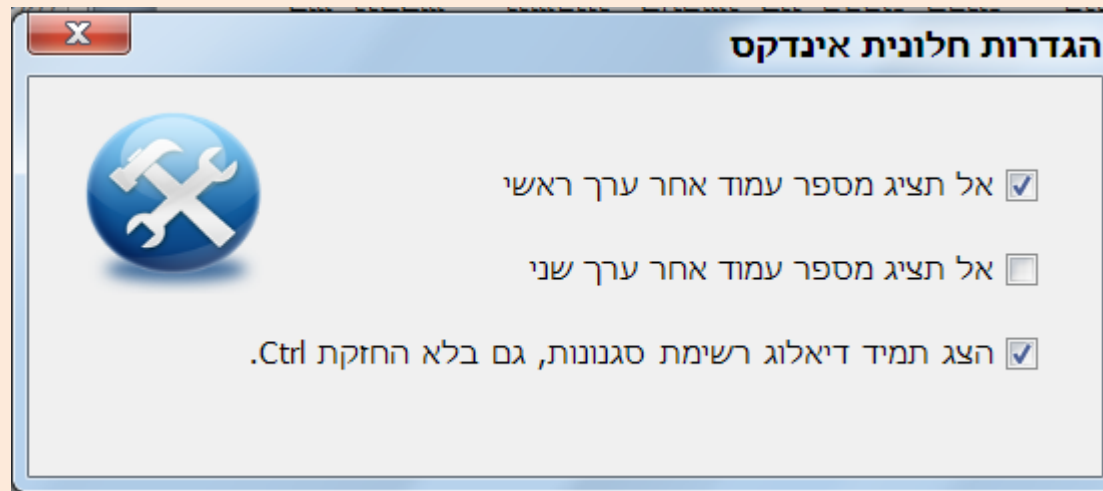 הגדרות חלונית אינדקס
אל תציג מספר עמוד אחר ערך ראשי
אל תציג מספר עמוד אחר ערך שני
הצג תמיד דיאלוג רשימת סגנונות, גם בלא החזקת Ctrl.